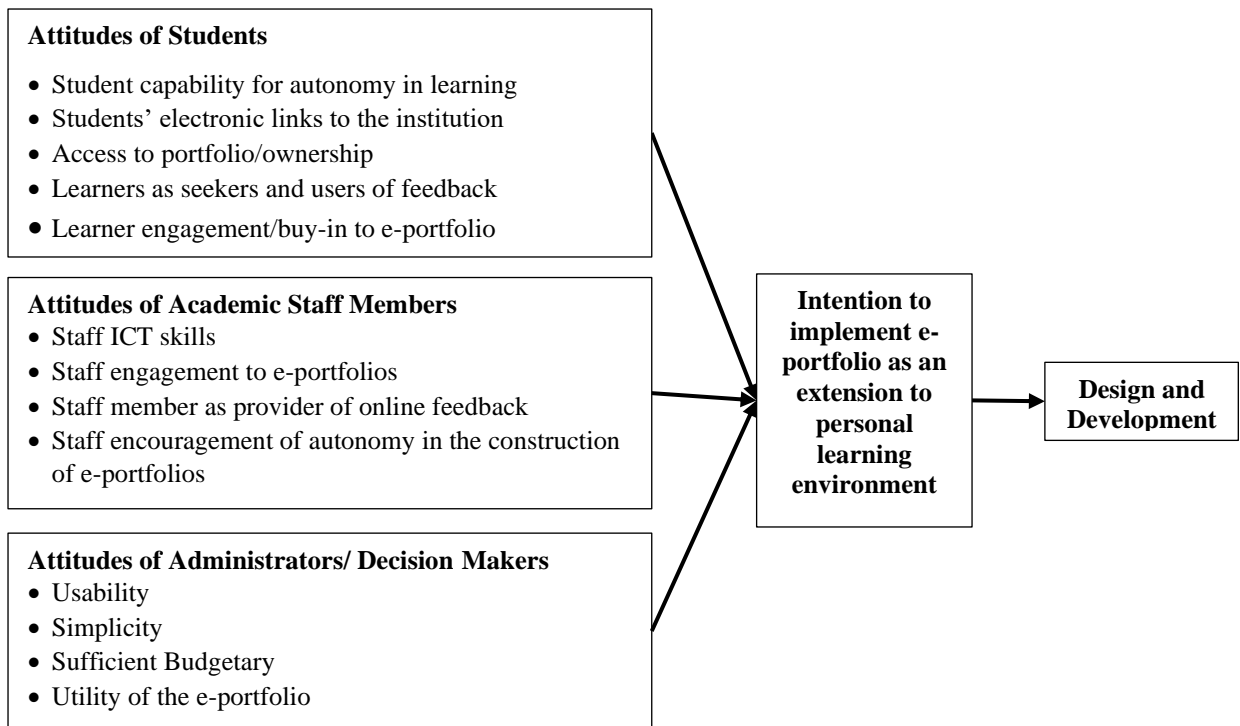 Attitudes of Students
• Student capability for autonomy in learning
• Students’ electronic links to the institution
• Access to portfolio/ownership
• Learners as seekers and users of feedback
• Learner engagement/buy-in to e-portfolio
Attitudes of Academic Staff Members
• Staff ICT skills
• Staff engagement to e-portfolios
• Staff member as provider of online feedback
• Staff encouragement of autonomy in the construction
of e-portfolios
Attitudes of Administrators/ Decision Makers
• Usability
• Simplicity
• Sufficient Budgetary
• Utility of the e-portfolio
Intention to
implement e-
portfolio as an
extension to
personal
learning
environment
Design and
Development